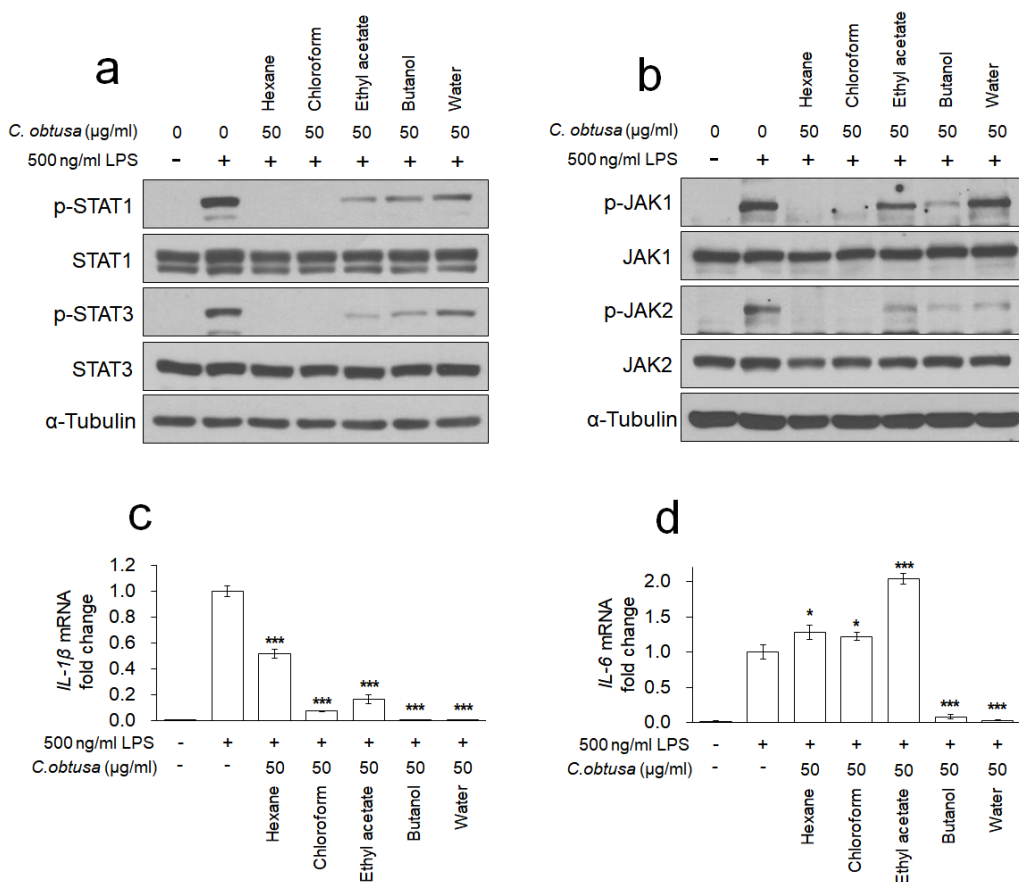 a
Hexane
Chloroform
Ethyl acetate
Butanol
Water
C. obtusa (μg/ml) 0 0 50 50 50 50 50
500 ng/ml LPS - + + + + + +
p-STAT1
STAT1
p-STAT3
STAT3
α-Tubulin
b
Hexane
Chloroform
Ethyl acetate
Butanol
Water
C. obtusa (μg/ml) 0 0 50 50 50 50 50
500 ng/ml LPS - + + + + + +
p-JAK1
JAK1
p-JAK2
JAK2
α-Tubulin
c
IL-1β mRNA
fold change
1.2
1.0
0.8
0.6
0.4
0.2
0.0
*** *** *** *** ***
500 ng/ml LPS - + + + + + +
C.obtusa (μg/ml) - - 50 50 50 50 50
Hexane
Chloroform
Ethyl acetate
Butanol
Water
d
IL-6 mRNA
fold change
2.0
1.5
1.0
0.5
0.0
* * *** *** ***
500 ng/ml LPS - + + + + + +
C.obtusa (μg/ml) - - 50 50 50 50 50
Hexane
Chloroform
Ethyl acetate
Butanol
Water